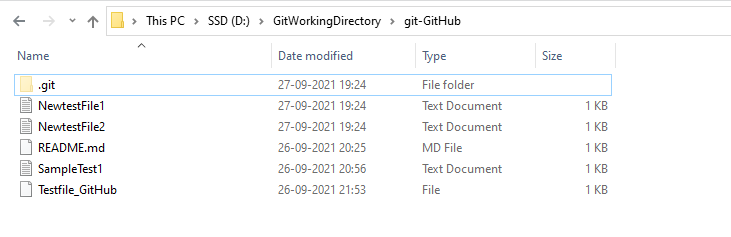 This PC > SSD (D:) > GitWorkingDirectory > git-GitHub
Name Date modified Type Size
.git 27-09-2021 19:24 File folder
NewtestFile1 27-09-2021 19:24 Text Document 1 KB
NewtestFile2 27-09-2021 19:24 Text Document 1 KB
README.md 26-09-2021 20:25 MD File 1 KB
SampleTest1 26-09-2021 20:56 Text Document 1 KB
Testfile_GitHub 26-09-2021 21:53 File 1 KB